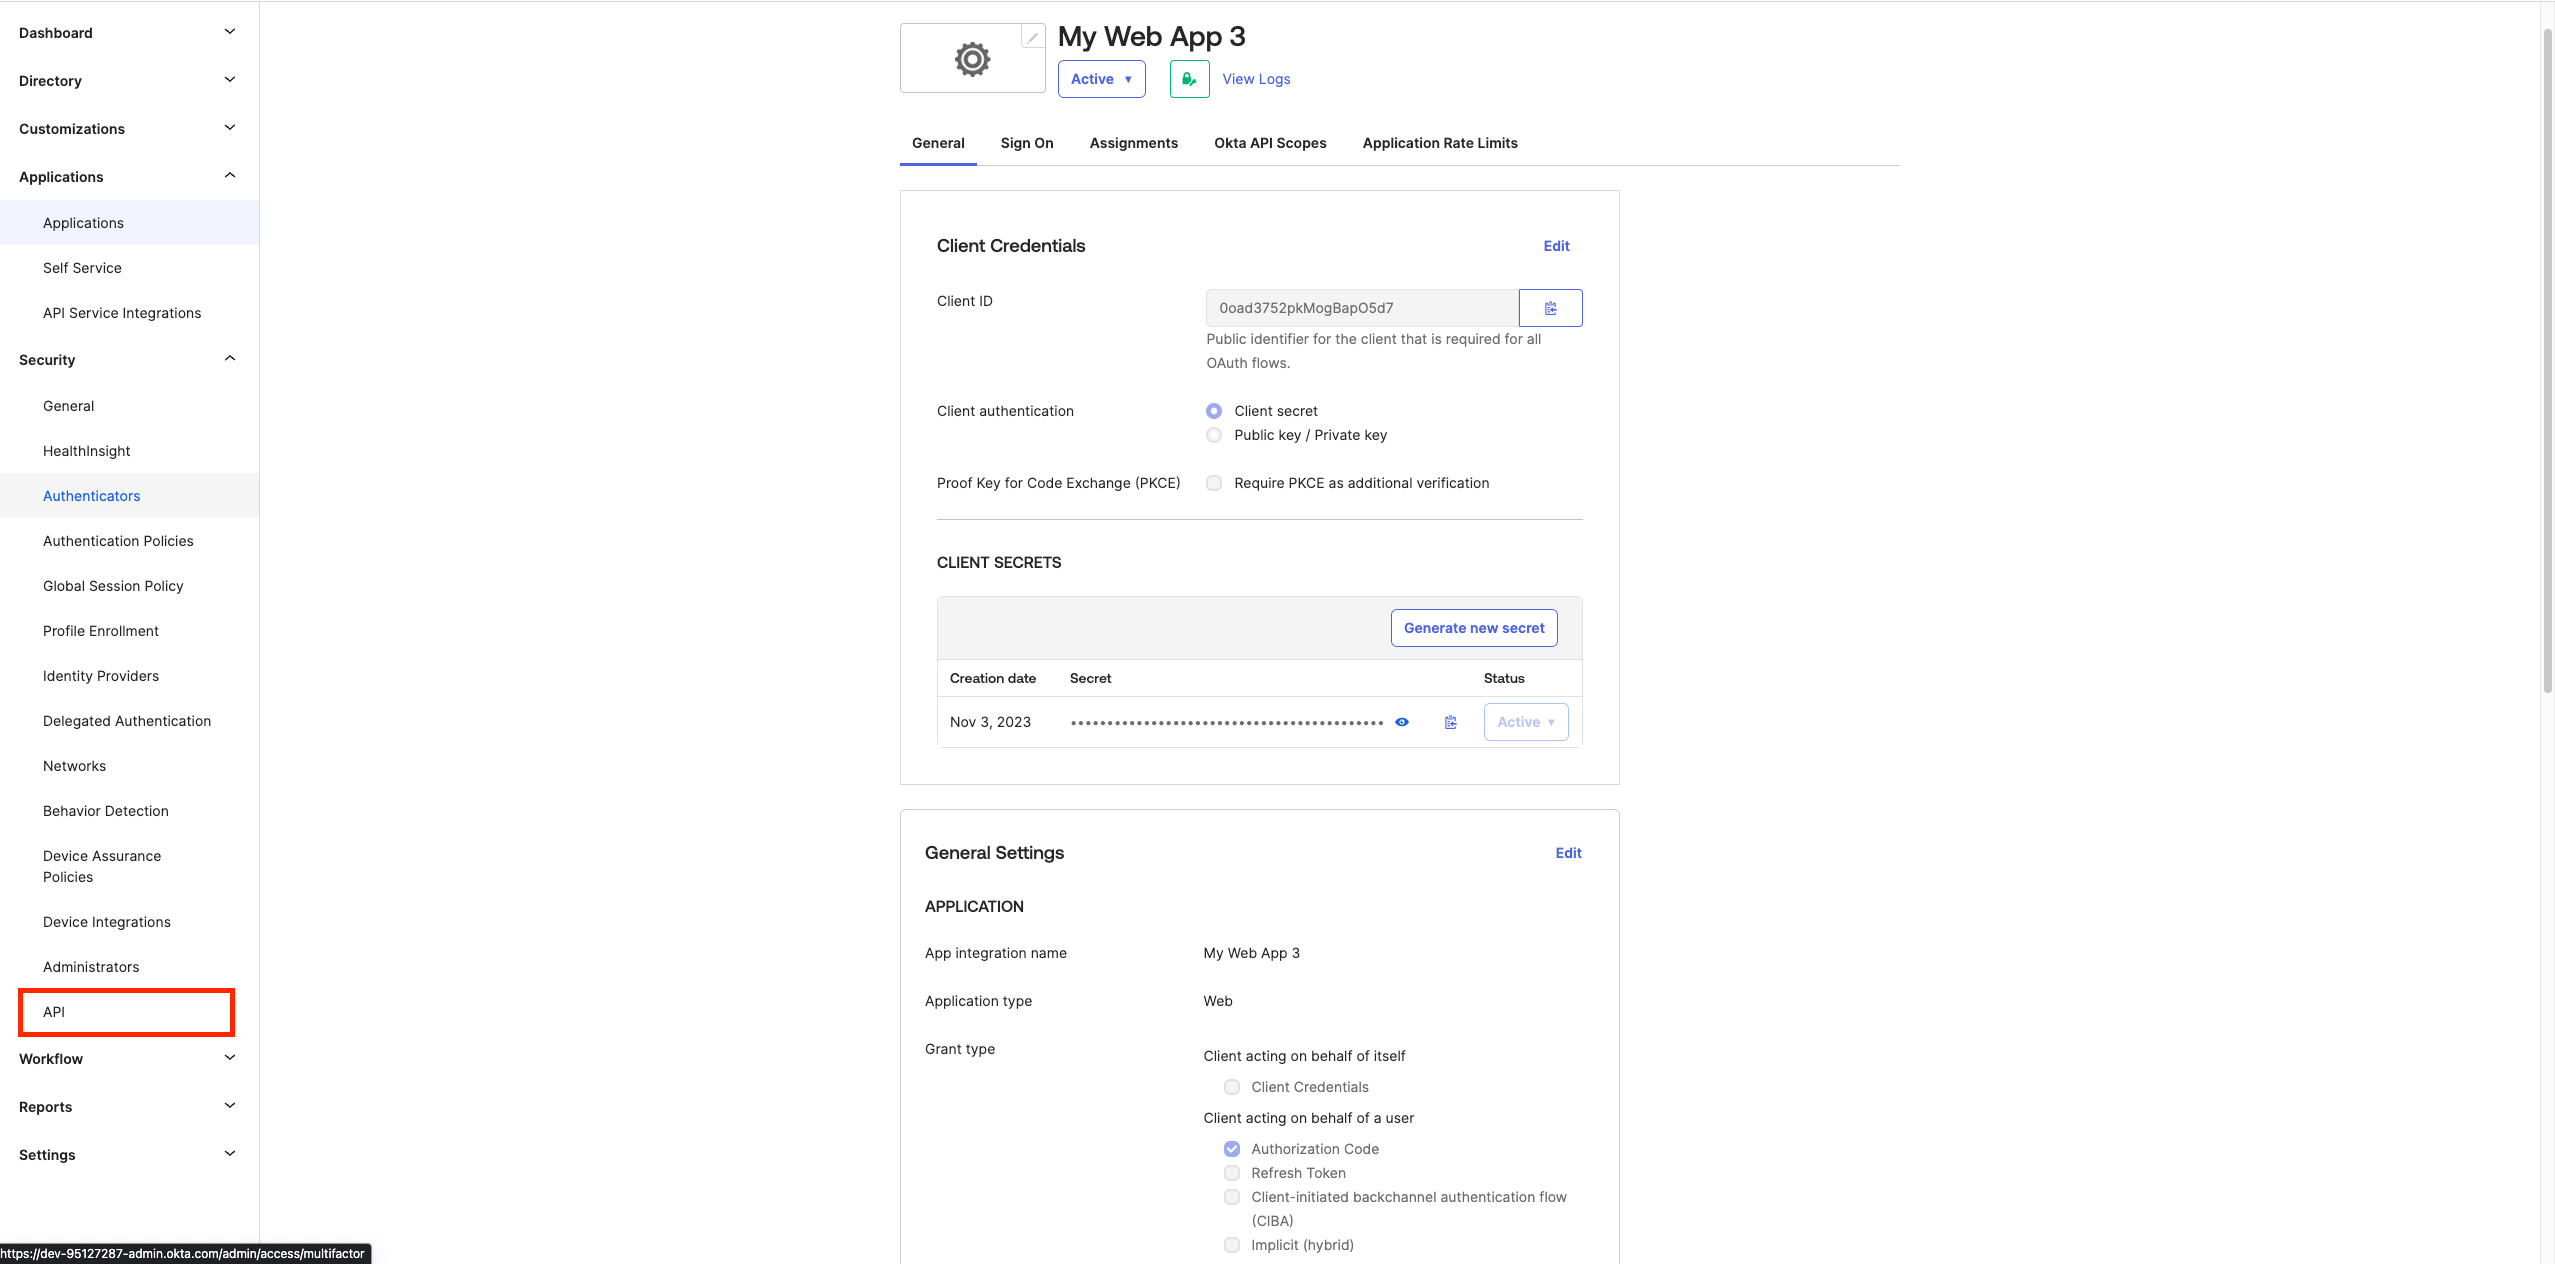 Dashboard
Directory
Customizations
Applications
Applications
Self Service
API Service Integrations
Security
General
HealthInsight
Authenticators
Authentication Policies
Global Session Policy
Profile Enrollment
Identity Providers
Delegated Authentication
Networks
Behavior Detection
Device Assurance
Policies
Device Integrations
Administrators
API
Workflow
Reports
Settings
https://dev-95127287-admin.okta.com/admin/access/multifactor
My Web App 3
Active
View Logs
General Sign On Assignments Okta API Scopes Application Rate Limits
Client Credentials Edit
Client ID 0oad3752pkMogBapO5d7
Public identifier for the client that is required for all
OAuth flows.
Client authentication Client secret
Public key / Private key
Proof Key for Code Exchange (PKCE) Require PKCE as additional verification
CLIENT SECRETS
Generate new secret
Creation date Secret Status
Nov 3, 2023 •••••••••••••••••••••••••••••••••••••••• Active
General Settings Edit
APPLICATION
App integration name My Web App 3
Application type Web
Grant type Client acting on behalf of itself
Client Credentials
Client acting on behalf of a user
Authorization Code
Refresh Token
Client-initiated backchannel authentication flow
(CIBA)
Implicit (hybrid)